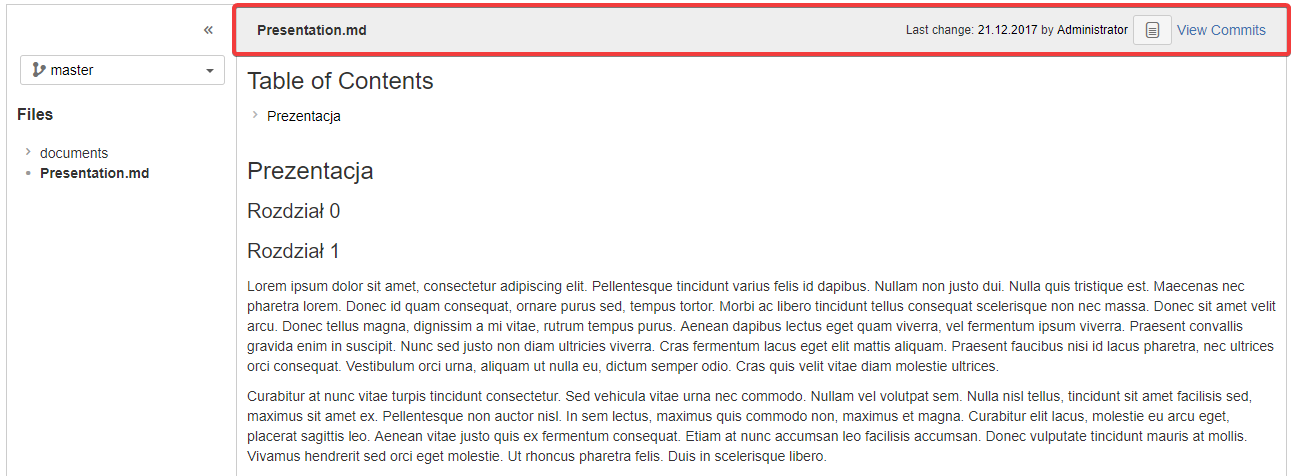 «
master
Files
documents
Presentation.md
Presentation.md
Last change: 21.12.2017 by Administrator View Commits
Table of Contents
Prezentacja
Prezentacja
Rozdział 0
Rozdział 1
Lorem ipsum dolor sit amet, consectetur adipiscing elit. Pellentesque tincidunt varius felis id dapibus. Nullam non justo dui. Nulla quis tristique est. Maecenas nec
pharetra lorem. Donec id quam consequat, ornare purus sed, tempus tortor. Morbi ac libero tincidunt tellus consequat scelerisque non nec massa. Donec sit amet velit
arcu. Donec tellus magna, dignissim a mi vitae, rutrum tempus purus. Aenean dapibus lectus eget quam viverra, vel fermentum ipsum viverra. Praesent convallis
gravida enim in suscipit. Nunc sed justo non diam ultricies viverra. Cras fermentum lacus eget elit mattis aliquam. Praesent faucibus nisi id lacus pharetra, nec ultrices
orci consequat. Vestibulum orci urna, aliquam ut nulla eu, dictum semper odio. Cras quis velit vitae diam molestie ultrices.
Curabitur at nunc vitae turpis tincidunt consectetur. Sed vehicula vitae urna nec commodo. Nullam vel volutpat sem. Nulla nisl tellus, tincidunt sit amet facilisis sed,
maximus sit amet ex. Pellentesque non auctor nisl. In sem lectus, maximus quis commodo non, maximus et magna. Curabitur elit lacus, molestie eu arcu eget,
placerat sagittis leo. Aenean vitae justo quis ex fermentum consequat. Etiam at nunc accumsan leo facilisis accumsan. Donec vulputate tincidunt mauris at mollis.
Vivamus hendrerit sed orci eget molestie. Ut rhoncus pharetra felis. Duis in scelerisque libero.